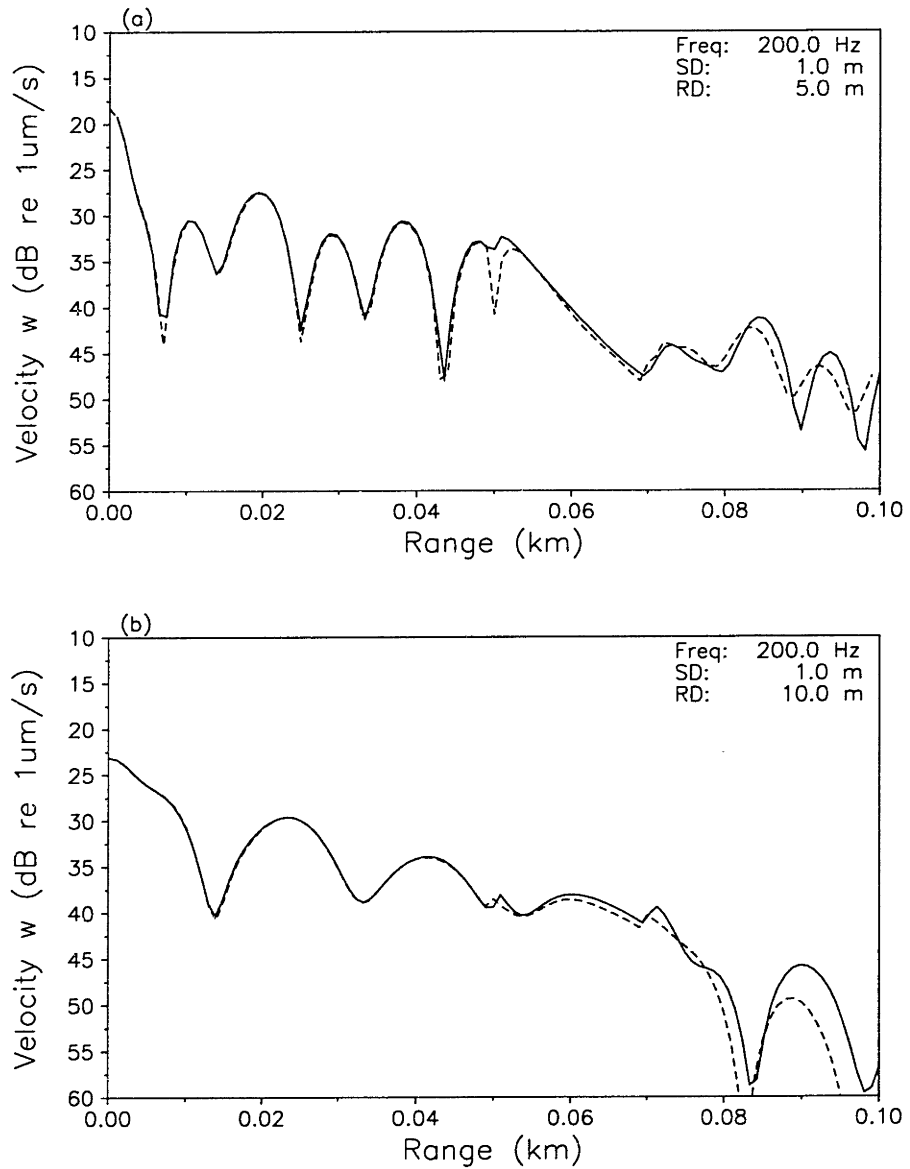 (a)
Freq: 200.0 Hz
SD: 1.0 m
RD: 5.0 m
Velocity w (dB re 1um/s)
10
15
20
25
30
35
40
45
50
55
60
0.00 0.02 0.04 0.06 0.08 0.10
Range (km)
(b)
Freq: 200.0 Hz
SD: 1.0 m
RD: 10.0 m
Velocity w (dB re 1um/s)
10
15
20
25
30
35
40
45
50
55
60
0.00 0.02 0.04 0.06 0.08 0.10
Range (km)